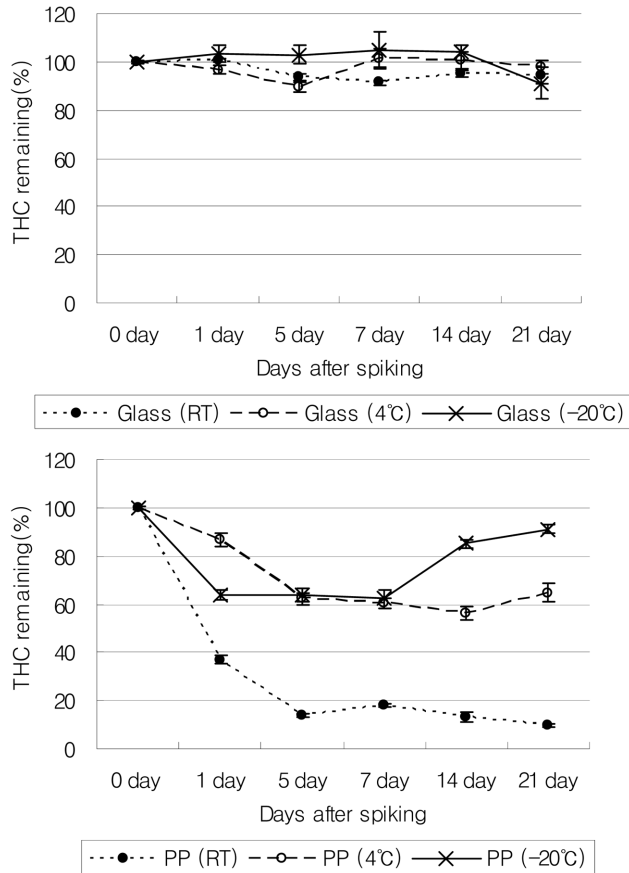 THC remaining(%)
120
100
80
60
40
20
0
0 day 1 day 5 day 7 day 14 day 21 day
Days after spiking
Glass (RT) Glass (4℃) Glass (-20℃)
THC remaining(%)
120
100
80
60
40
20
0
0 day 1 day 5 day 7 day 14 day 21 day
Days after spiking
PP (RT) PP (4℃) PP (-20℃)